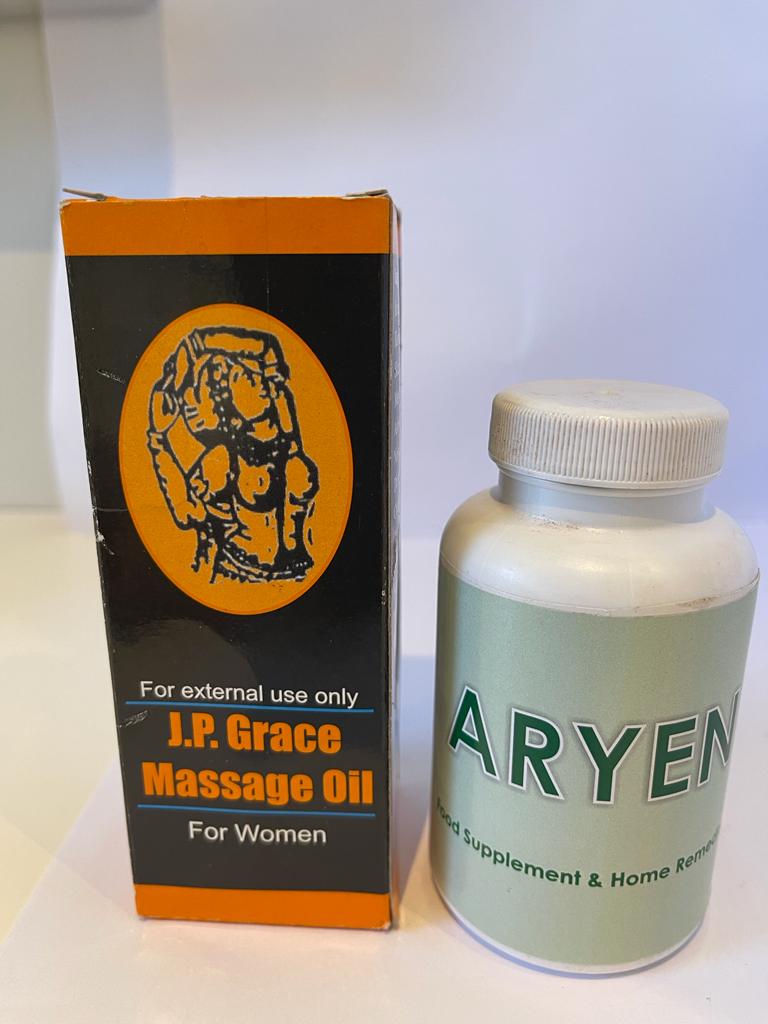 For external use only
J.P. Grace
Massage Oil
For Women
ARYEN
Food Supplement & Home